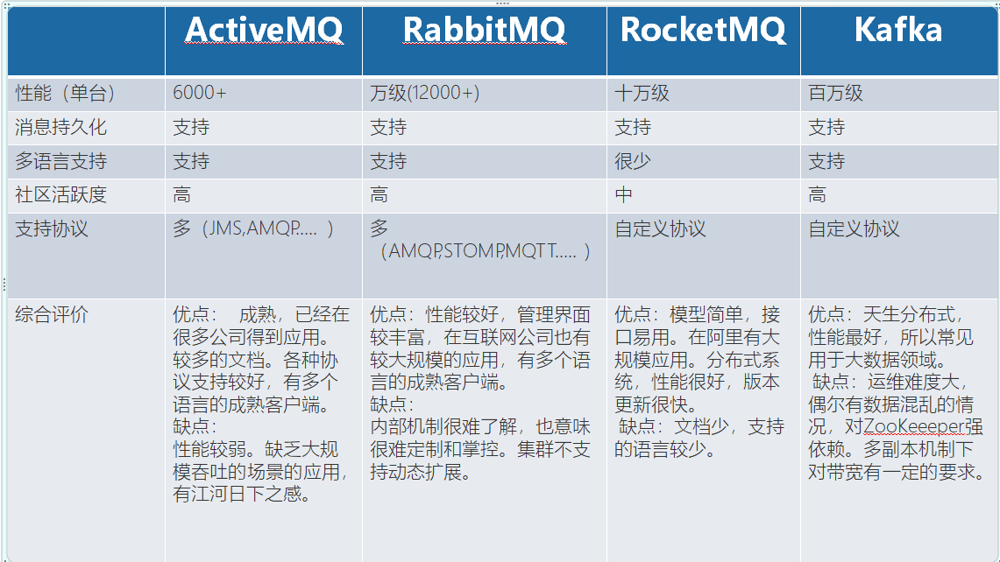 ActiveMQ RabbitMQ RocketMQ Kafka
性能（单台） 6000+ 万级(12000+) 十万级 百万级
消息持久化 支持 支持 支持 支持
多语言支持 支持 支持 很少 支持
社区活跃度 高 高 中 高
支持协议 多（JMS,AMQP..... ） 多 自定义协议 自定义协议
（AMQP,STOMP,MQTT..... ）
综合评价
优点： 成熟，已经在
很多公司得到应用。
较多的文档。各种协
议支持较好，有多个
语言的成熟客户端。
缺点：
性能较弱。缺乏大规
模吞吐的场景的应用，
有江河日下之感。
优点：性能较好，管理界面
较丰富，在互联网公司也有
较大规模的应用，有多个语
言的成熟客户端。
缺点：
内部机制很难了解，也意味
很难定制和掌控。集群不支
持动态扩展。
优点：模型简单，接
口易用。在阿里有大
规模应用。分布式系
统，性能很好，版本
更新很快。
缺点：文档少，支持
的语言较少。
优点：天生分布式，
性能最好，所以常见
用于大数据领域。
缺点：运维难度大，
偶尔有数据混乱的情
况，对ZooKeeeper强
依赖。多副本机制下
对带宽有一定的要求。